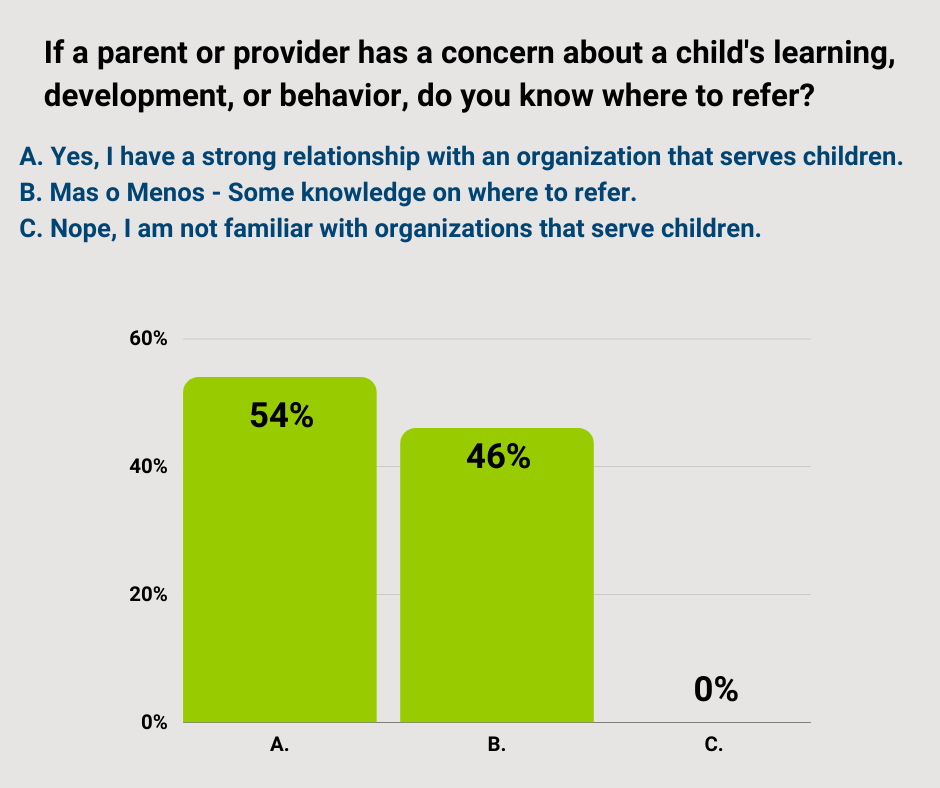 If a parent or provider has a concern about a child's learning,
development, or behavior, do you know where to refer?
A. Yes, I have a strong relationship with an organization that serves children.
B. Mas o Menos - Some knowledge on where to refer.
C. Nope, I am not familiar with organizations that serve children.
60%
54%
46%
40%
20%
0%
0%
A. B. C.